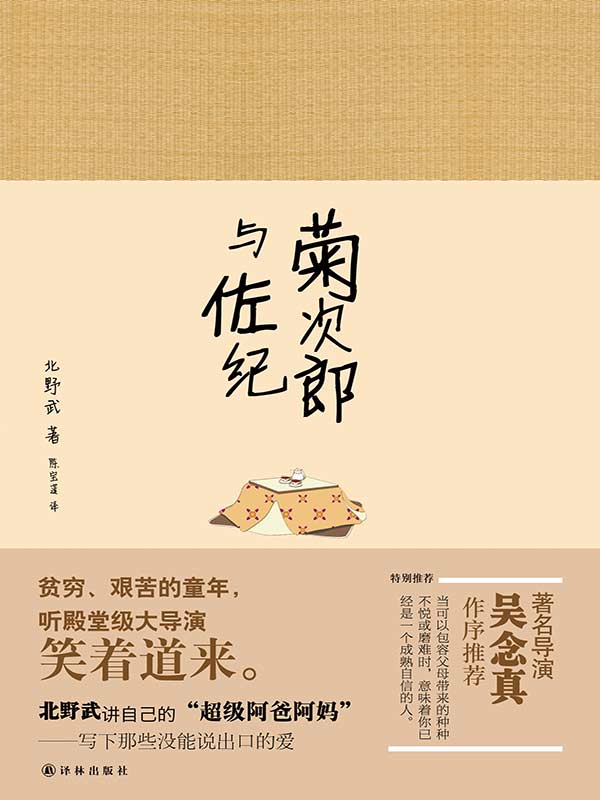 菊次郎
与佐纪
北野武 著
陈宝莲 译
贫穷、艰苦的童年，
听殿堂级大导演
笑着道来。
北野武讲自己的“超级阿爸阿妈”
——写下那些没能说出口的爱
译林出版社
特别推荐
著名导演
吴念真
作序推荐
当可以包容父母带来的种种
不悦或磨难时，意味着你已
经是一个成熟自信的人。